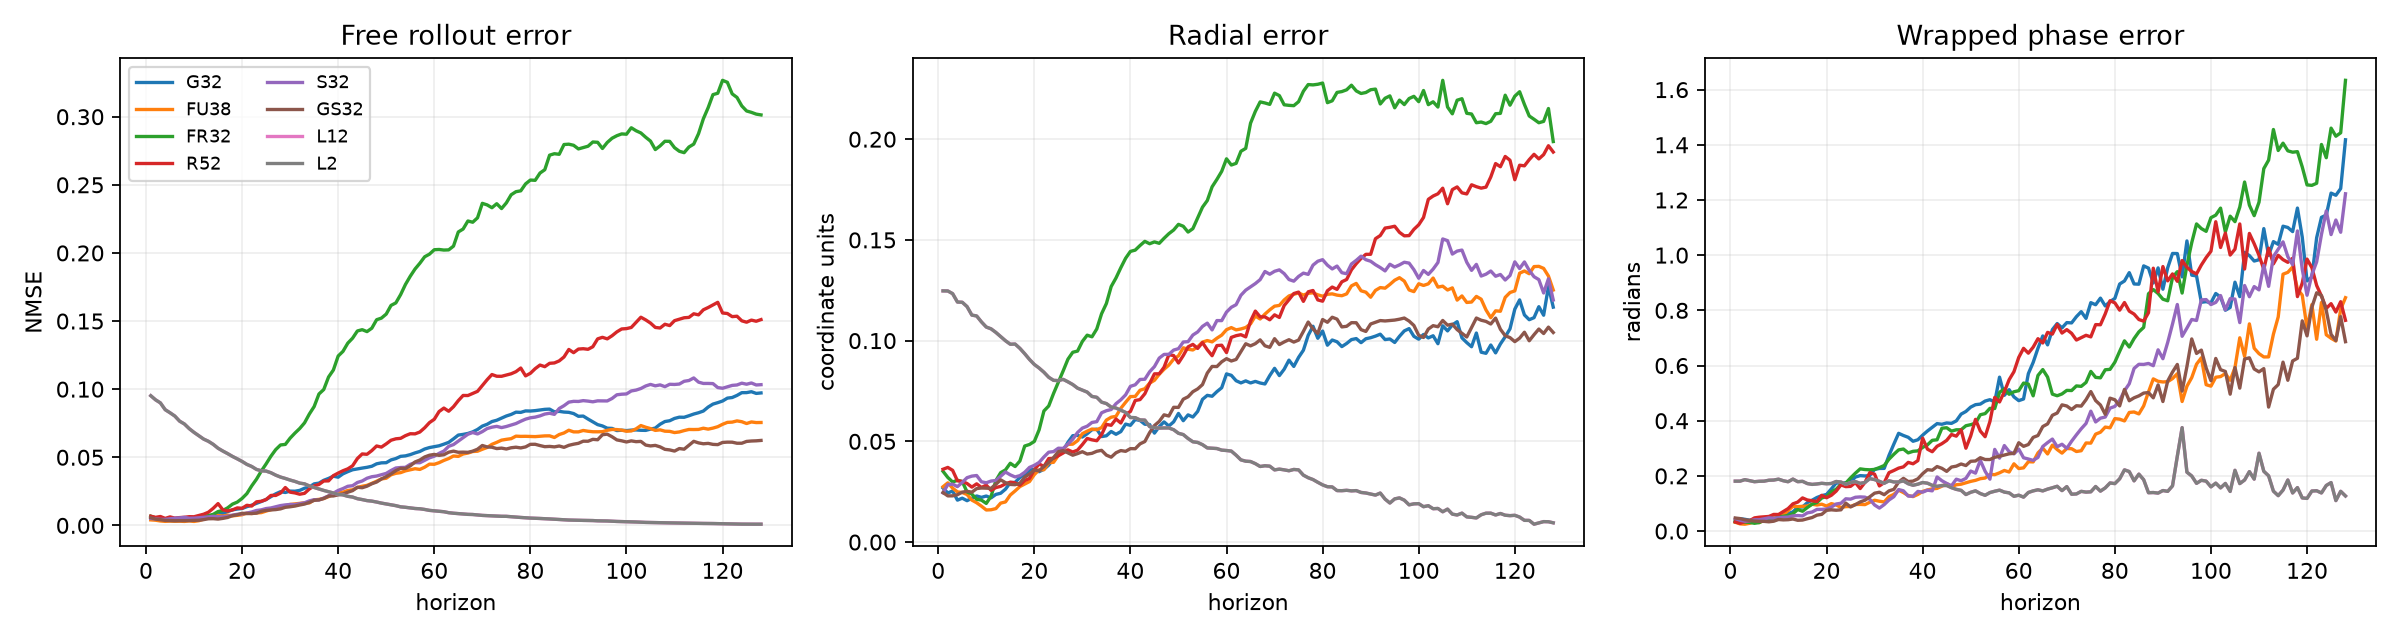 Free rollout error
NMSE
0.30
0.25
0.20
0.15
0.10
0.05
0.00
G32
FU38
FR32
R52
S32
GS32
L12
L2
0 20 40 60 80 100 120
horizon
Radial error
coordinate units
0.20
0.15
0.10
0.05
0.00
0 20 40 60 80 100 120
horizon
Wrapped phase error
radians
1.6
1.4
1.2
1.0
0.8
0.6
0.4
0.2
0.0
0 20 40 60 80 100 120
horizon